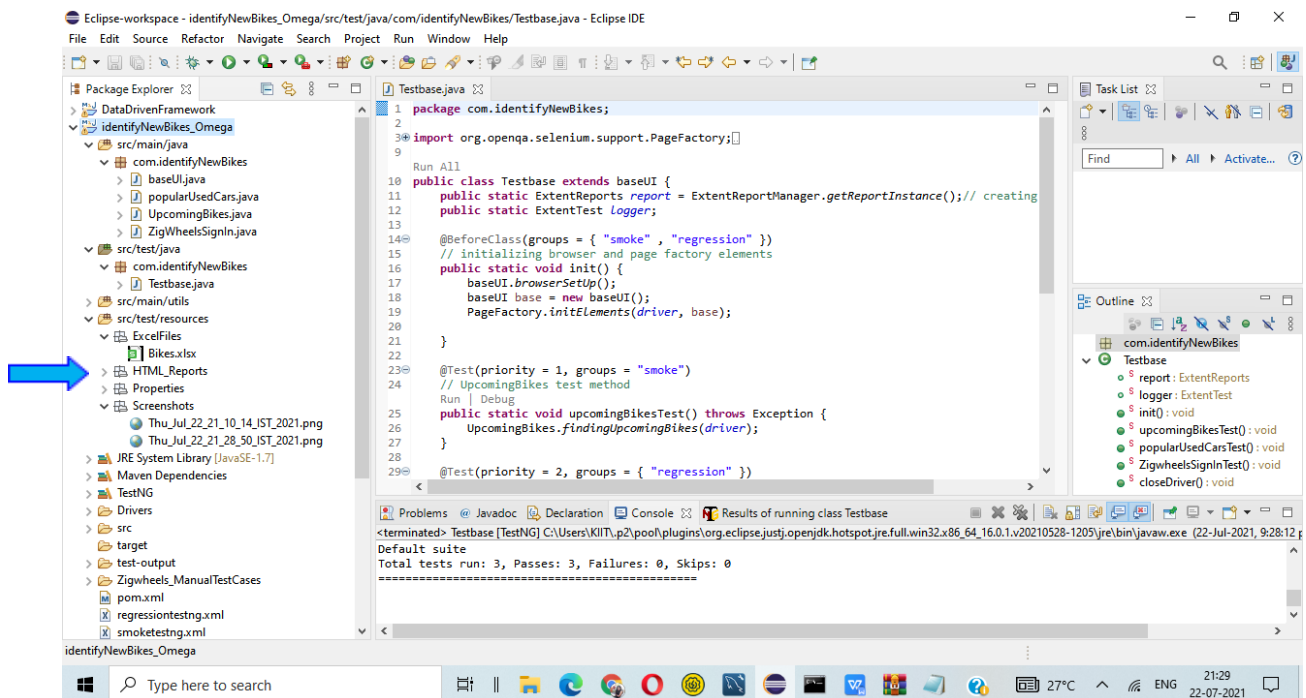 Eclipse-workspace - identifyNewBikes_Omega/src/test/java/com/identifyNewBikes/Testbase.java - Eclipse IDE
File Edit Source Refactor Navigate Search Project Run Window Help
Package Explorer
DataDrivenFramework
identifyNewBikes_Omega
src/main/java
com.identifyNewBikes
baseUI.java
popularUsedCars.java
UpcomingBikes.java
ZigWheelsSignIn.java
src/test/java
com.identifyNewBikes
Testbase.java
src/main/utils
src/test/resources
ExcelFiles
Bikes.xlsx
HTML_Reports
Properties
Screenshots
Thu_Jul_22_21_10_14_IST_2021.png
Thu_Jul_22_21_28_50_IST_2021.png
JRE System Library [JavaSE-1.7]
Maven Dependencies
TestNG
Drivers
src
target
test-output
Zigwheels_ManualTestCases
pom.xml
regressiontestng.xml
smoketestng.xml
Testbase.java
1 package com.identifyNewBikes;
2
3 import org.openqa.selenium.support.PageFactory;
9
Run All
10 public class Testbase extends baseUI {
11 public static ExtentReports report = ExtentReportManager.getReportInstance();// creating
12 public static ExtentTest logger;
13
14 @BeforeClass(groups = { "smoke" , "regression" })
15 // initializing browser and page factory elements
16 public static void init() {
17 baseUI.browserSetUp();
18 baseUI base = new baseUI();
19 PageFactory.initElements(driver, base);
20
21 }
22
23 @Test(priority = 1, groups = "smoke")
24 // UpcomingBikes test method
Run | Debug
25 public static void upcomingBikesTest() throws Exception {
26 UpcomingBikes.findingUpcomingBikes(driver);
27 }
28
29 @Test(priority = 2, groups = { "regression" })
Task List
Find All Activate...
Outline
com.identifyNewBikes
Testbase
report : ExtentReports
logger : ExtentTest
init() : void
upcomingBikesTest() : void
popularUsedCarsTest() : void
ZigwheelsSignInTest() : void
closeDriver() : void
Problems Javadoc Declaration Console Results of running class Testbase
<terminated> Testbase [TestNG] C:\Users\KIIT\.p2\pool\plugins\org.eclipse.justj.openjdk.hotspot.jre.full.win32.x86_64_16.0.1.v20210528-1205\jre\bin\javaw.exe (22-Jul-2021, 9:28:12 p
Default suite
Total tests run: 3, Passes: 3, Failures: 0, Skips: 0
===============================================
identifyNewBikes_Omega
Type here to search
27°C ENG 21:29
22-07-2021